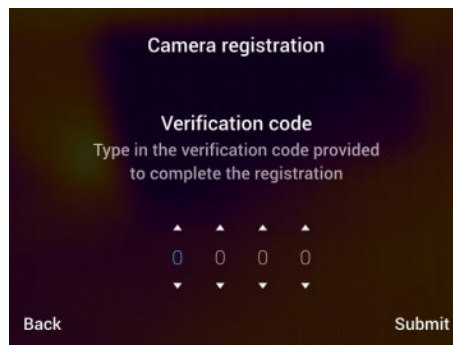 Camera registration
Verification code
Type in the verification code provided
to complete the registration
0 0 0 0
Back Submit